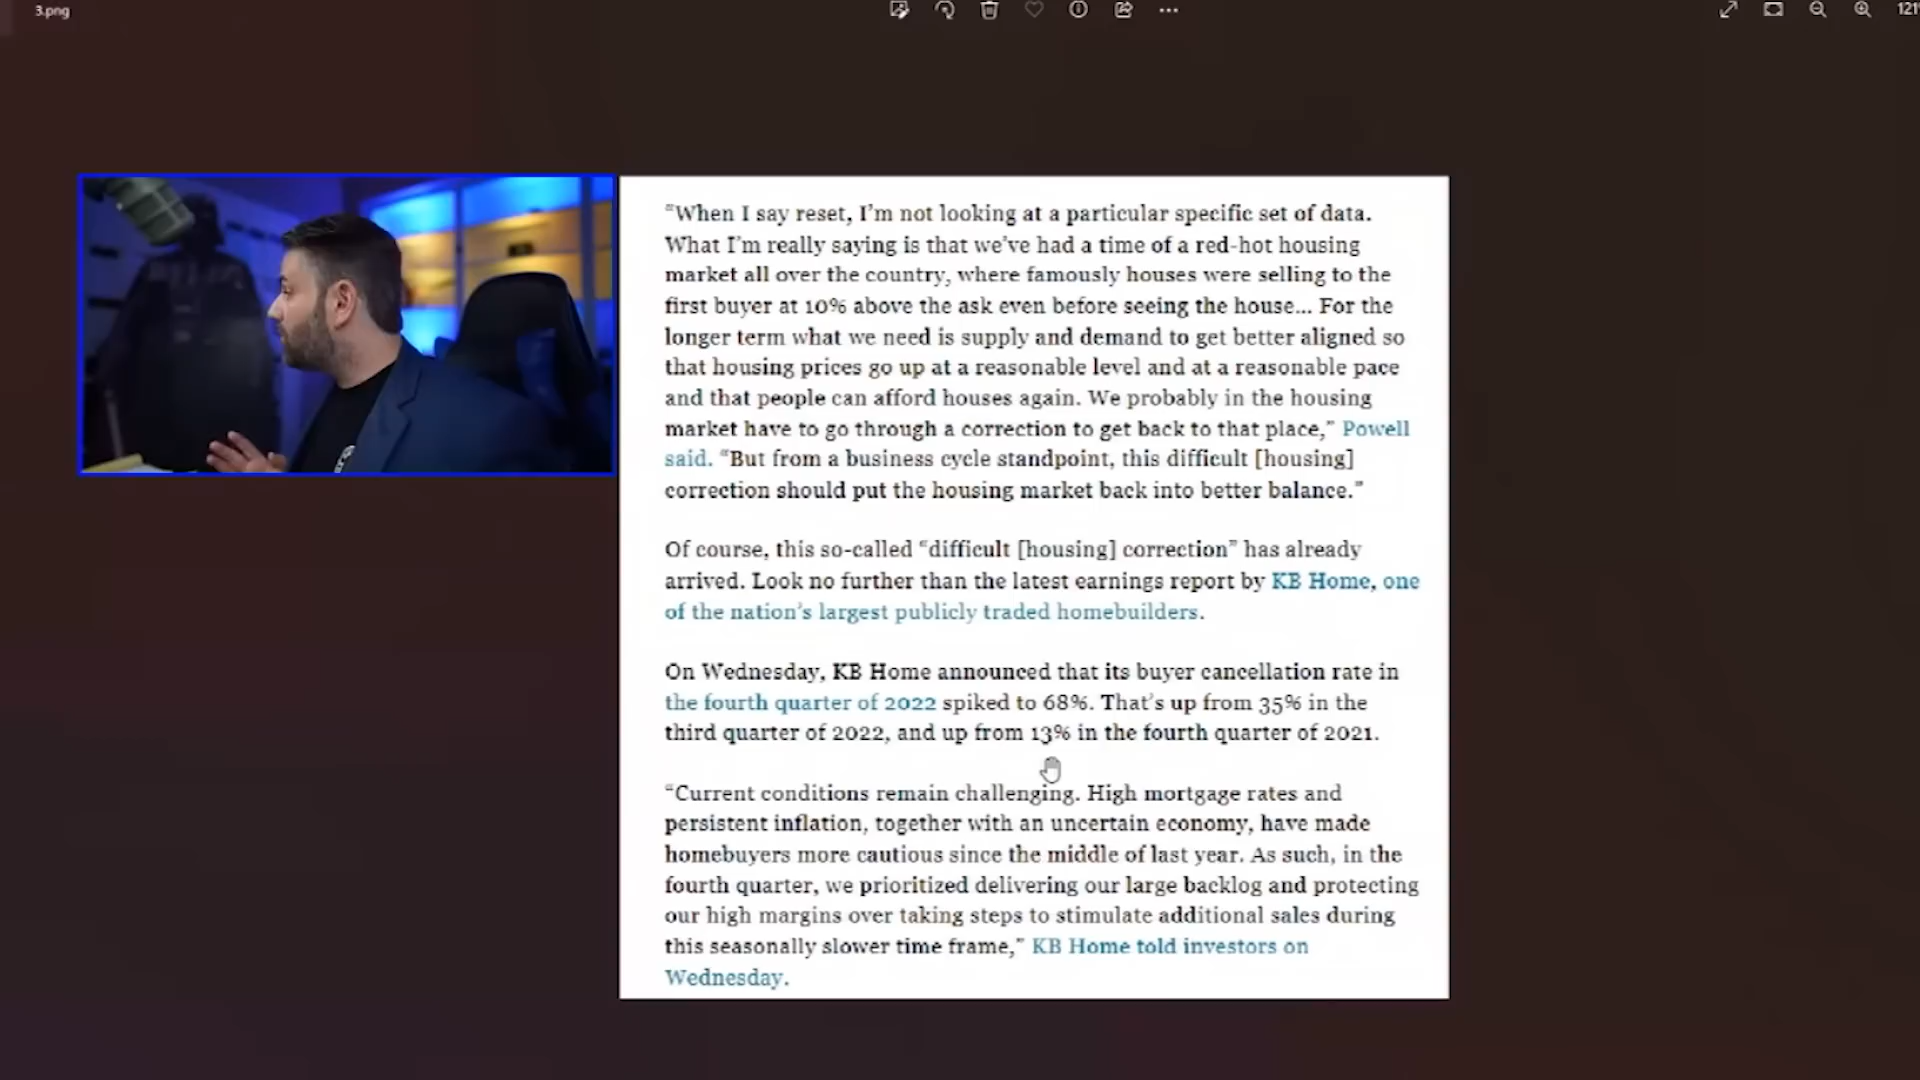 3.png
121
“When I say reset, I’m not looking at a particular specific set of data.
What I’m really saying is that we’ve had a time of a red-hot housing
market all over the country, where famously houses were selling to the
first buyer at 10% above the ask even before seeing the house... For the
longer term what we need is supply and demand to get better aligned so
that housing prices go up at a reasonable level and at a reasonable pace
and that people can afford houses again. We probably in the housing
market have to go through a correction to get back to that place,” Powell
said. “But from a business cycle standpoint, this difficult [housing]
correction should put the housing market back into better balance.”
Of course, this so-called “difficult [housing] correction” has already
arrived. Look no further than the latest earnings report by KB Home, one
of the nation’s largest publicly traded homebuilders.
On Wednesday, KB Home announced that its buyer cancellation rate in
the fourth quarter of 2022 spiked to 68%. That’s up from 35% in the
third quarter of 2022, and up from 13% in the fourth quarter of 2021.
“Current conditions remain challenging. High mortgage rates and
persistent inflation, together with an uncertain economy, have made
homebuyers more cautious since the middle of last year. As such, in the
fourth quarter, we prioritized delivering our large backlog and protecting
our high margins over taking steps to stimulate additional sales during
this seasonally slower time frame,” KB Home told investors on
Wednesday.